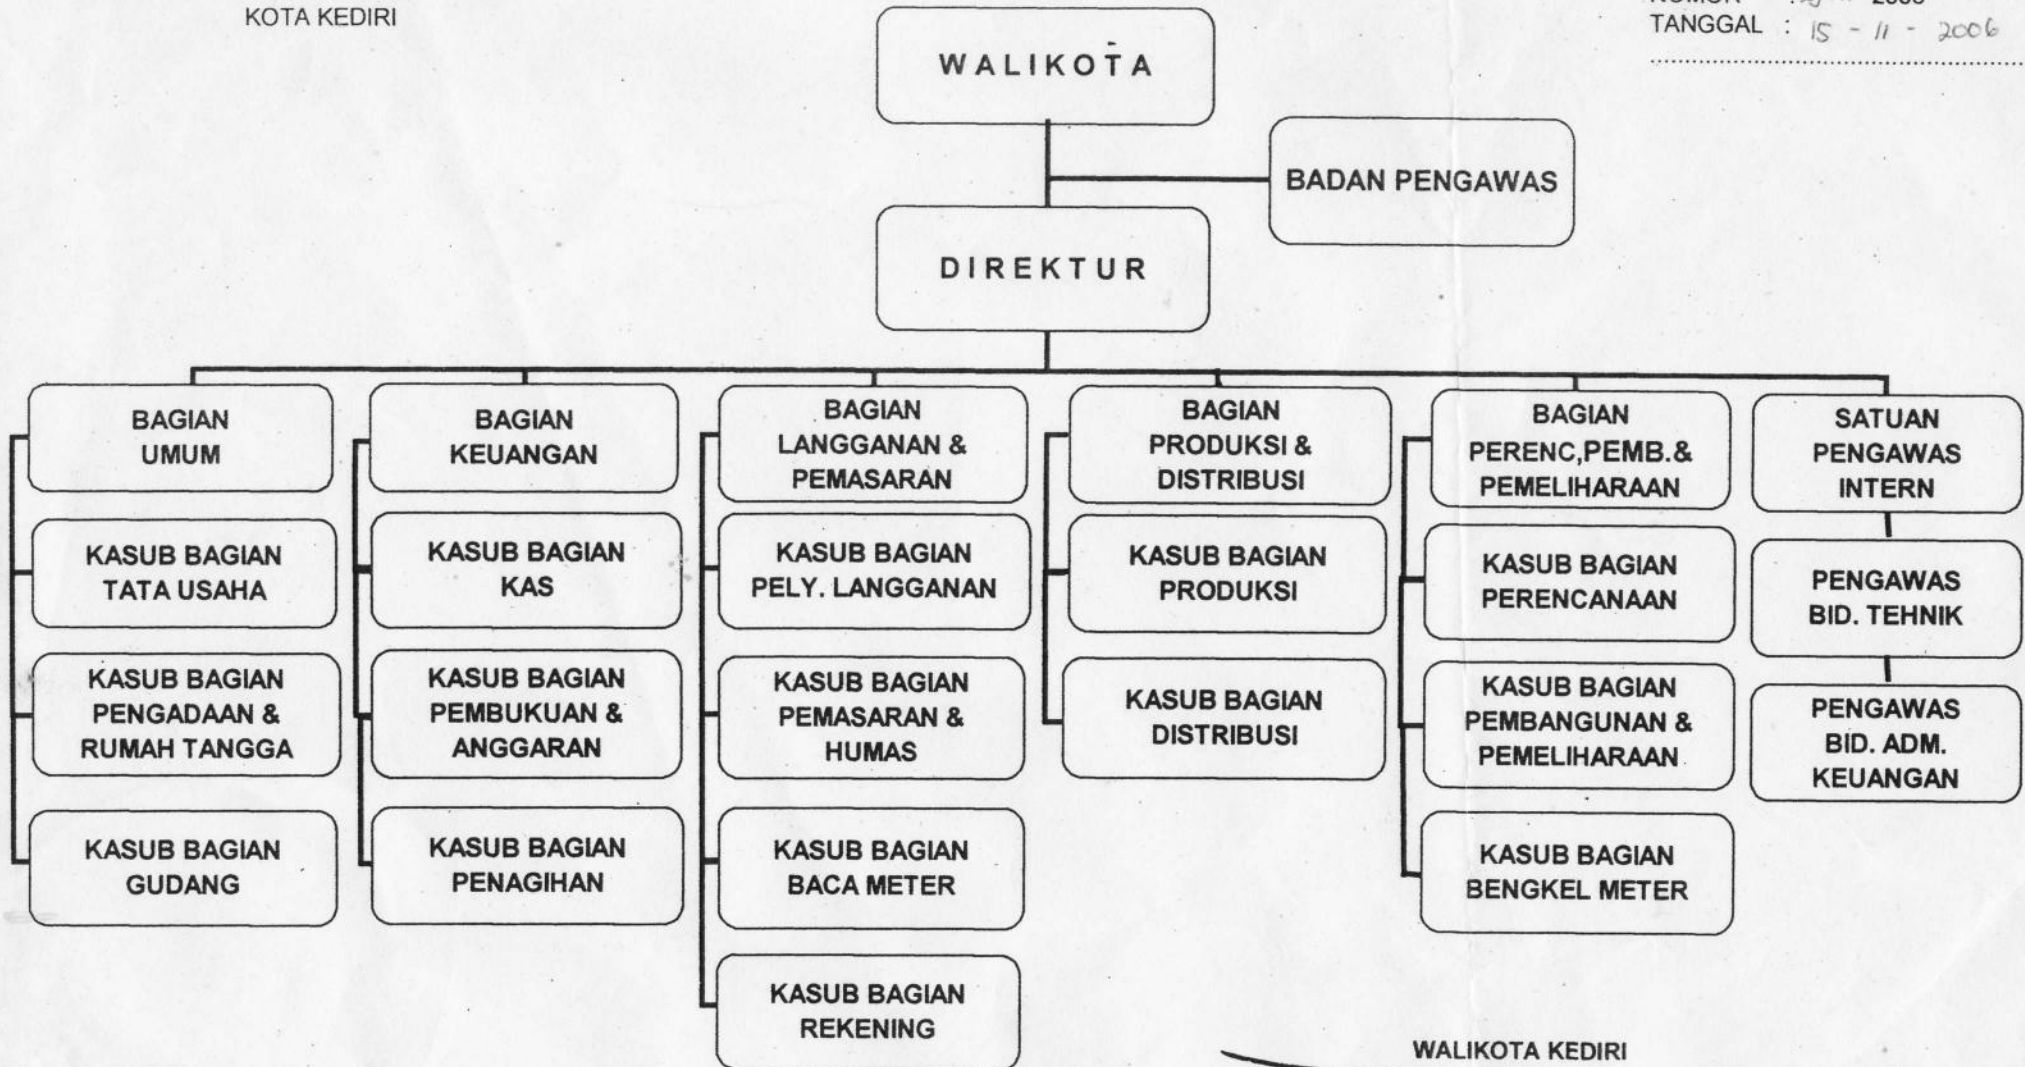 KOTA KEDIRI
NOMOR : 2006
TANGGAL : 15 - 11 - 2006
WALIKOTA
BADAN PENGAWAS
DIREKTUR
BAGIAN
UMUM
KASUB BAGIAN
TATA USAHA
KASUB BAGIAN
PENGADAAN &
RUMAH TANGGA
KASUB BAGIAN
GUDANG
BAGIAN
KEUANGAN
KASUB BAGIAN
KAS
KASUB BAGIAN
PEMBUKUAN &
ANGGARAN
KASUB BAGIAN
PENAGIHAN
BAGIAN
LANGGANAN &
PEMASARAN
KASUB BAGIAN
PELY. LANGGANAN
KASUB BAGIAN
PEMASARAN &
HUMAS
KASUB BAGIAN
BACA METER
KASUB BAGIAN
REKENING
BAGIAN
PRODUKSI &
DISTRIBUSI
KASUB BAGIAN
PRODUKSI
KASUB BAGIAN
DISTRIBUSI
BAGIAN
PERENC,PEMB.&
PEMELIHARAAN
KASUB BAGIAN
PERENCANAAN
KASUB BAGIAN
PEMBANGUNAN &
PEMELIHARAAN
KASUB BAGIAN
BENGKEL METER
SATUAN
PENGAWAS
INTERN
PENGAWAS
BID. TEHNIK
PENGAWAS
BID. ADM.
KEUANGAN
WALIKOTA KEDIRI